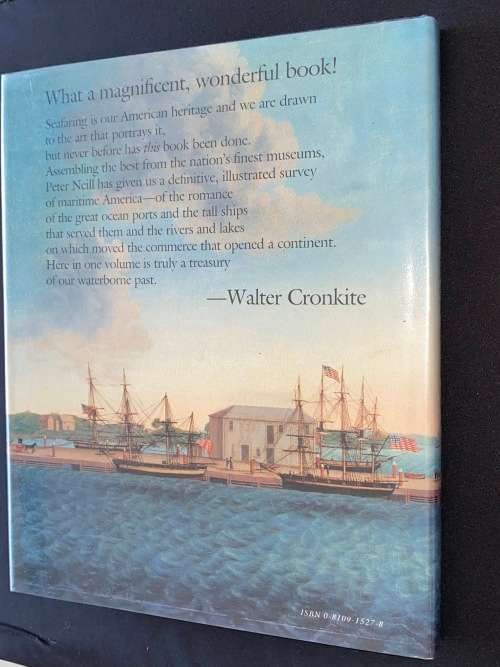 What a magnificent, wonderful book!
Seafaring is our American heritage and we are drawn
to the art that portrays it,
but never before has this book been done.
Assembling the best from the nation's finest museums,
Peter Neill has given us a definitive, illustrated survey
of maritime America—of the romance
of the great ocean ports and the tall ships
that served them and the rivers and lakes
on which moved the commerce that opened a continent.
Here in one volume is truly a treasury
of our waterborne past.
—Walter Cronkite
ISBN 0-8109-1527-8